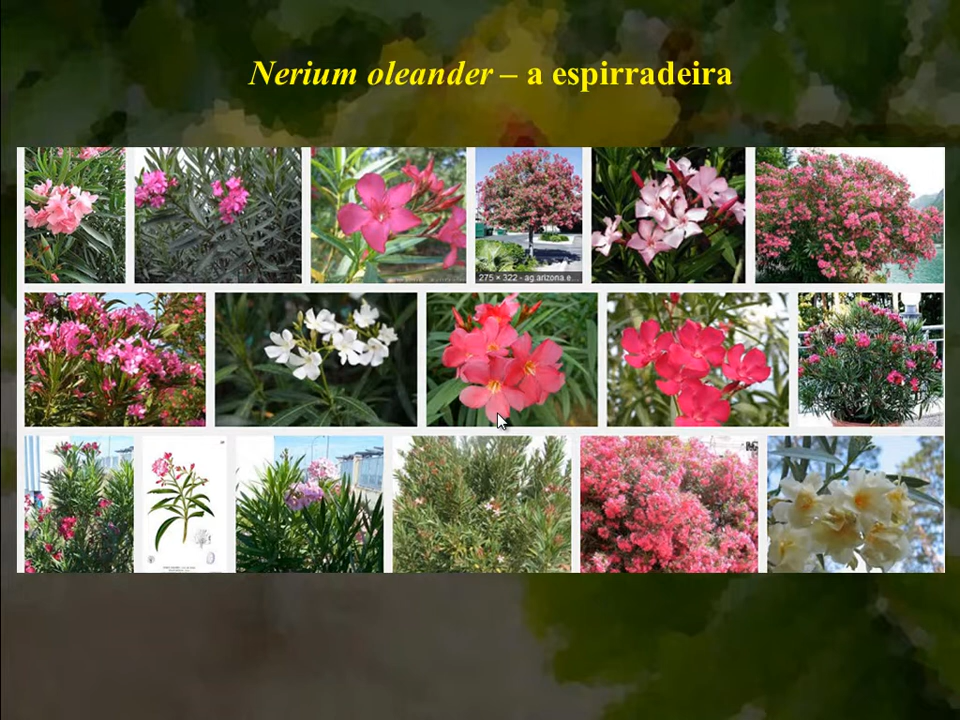 Nerium oleander – a espirradeira
275 × 322 - ag.arizona.e